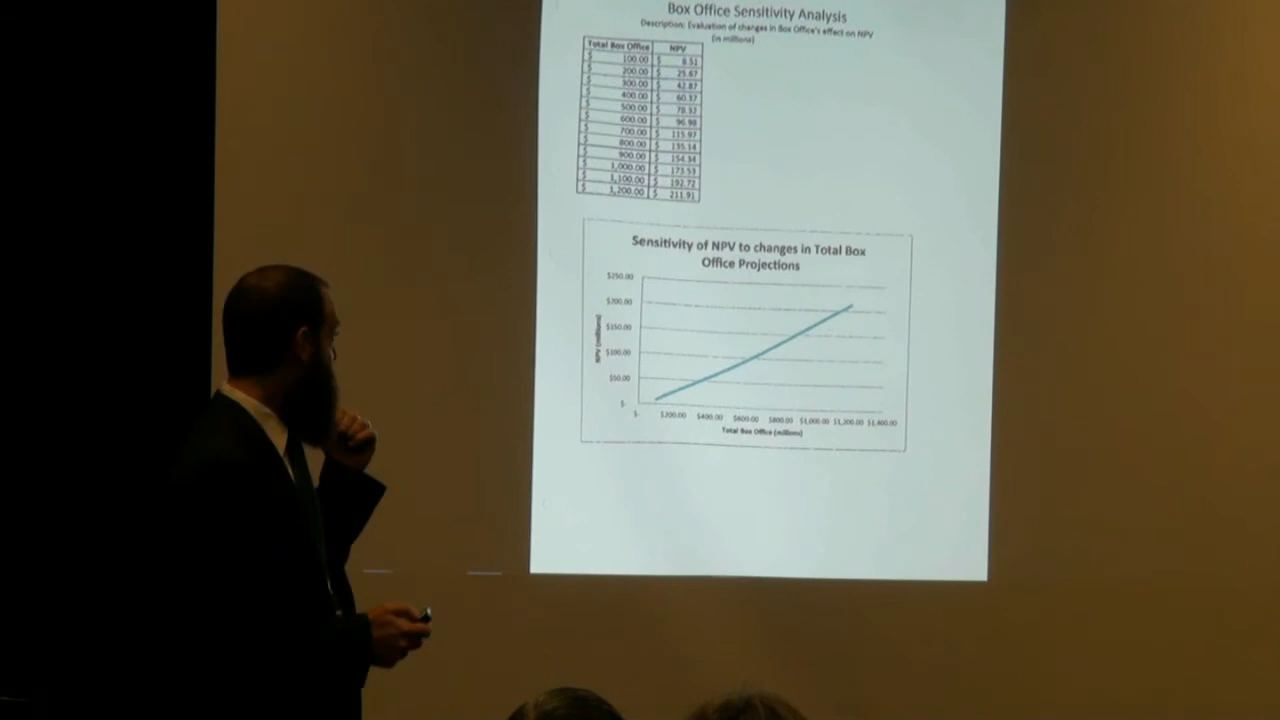 Box Office Sensitivity Analysis
Description: Evaluation of changes in Box Office's effect on NPV
(in millions)
Total Box Office NPV
$ 100.00 $ 8.51
$ 200.00 $ 25.67
$ 300.00 $ 42.87
$ 400.00 $ 60.37
$ 500.00 $ 78.37
$ 600.00 $ 96.98
$ 700.00 $ 115.97
$ 800.00 $ 135.14
$ 900.00 $ 154.34
$ 1,000.00 $ 173.53
$ 1,100.00 $ 192.72
$ 1,200.00 $ 211.91
Sensitivity of NPV to changes in Total Box
Office Projections
$250.00
$200.00
$150.00
$100.00
$50.00
$-
NPV (millions)
$- $200.00 $400.00 $600.00 $800.00 $1,000.00 $1,200.00 $1,400.00
Total Box Office (millions)